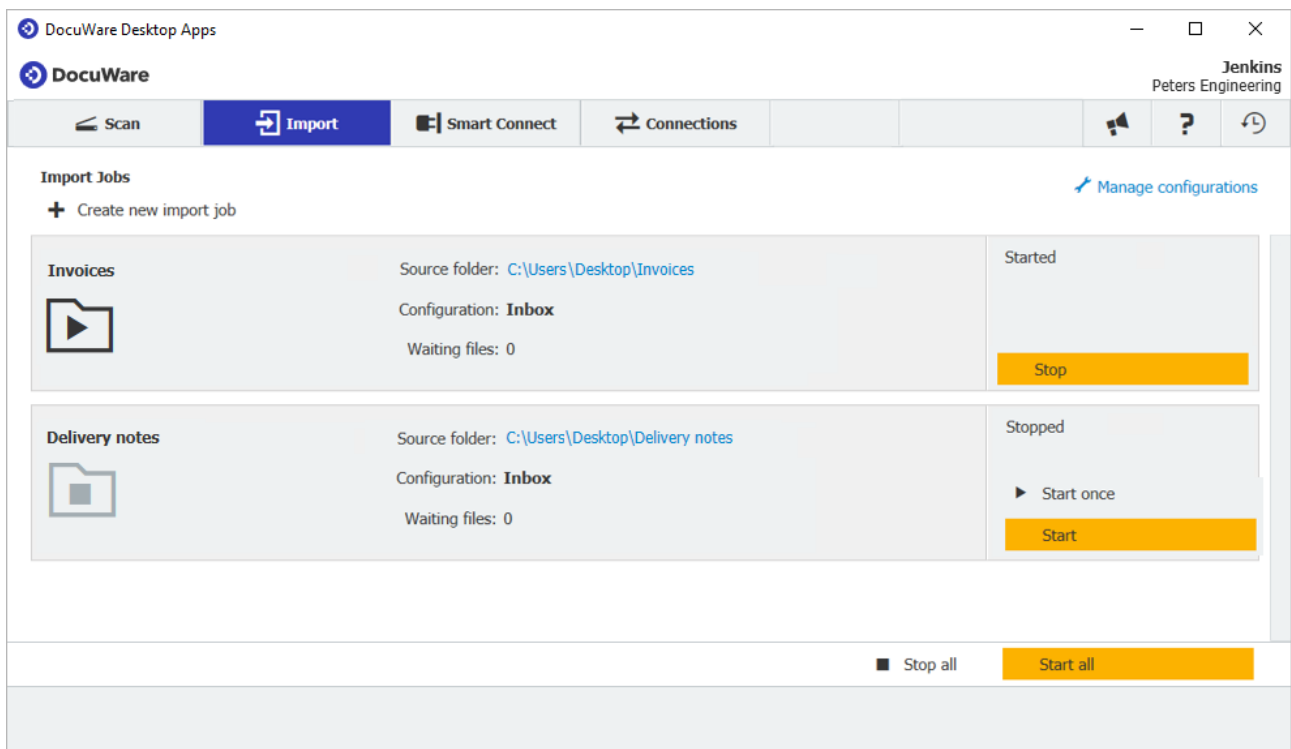 DocuWare Desktop Apps
DocuWare
Jenkins
Peters Engineering
Scan Import Smart Connect Connections ?
Import Jobs
Manage configurations
Create new import job
Invoices
Source folder: C:\Users\Desktop\Invoices
Configuration: Inbox
Waiting files: 0
Started
Stop
Delivery notes
Source folder: C:\Users\Desktop\Delivery notes
Configuration: Inbox
Waiting files: 0
Stopped
Start once
Start
Stop all Start all